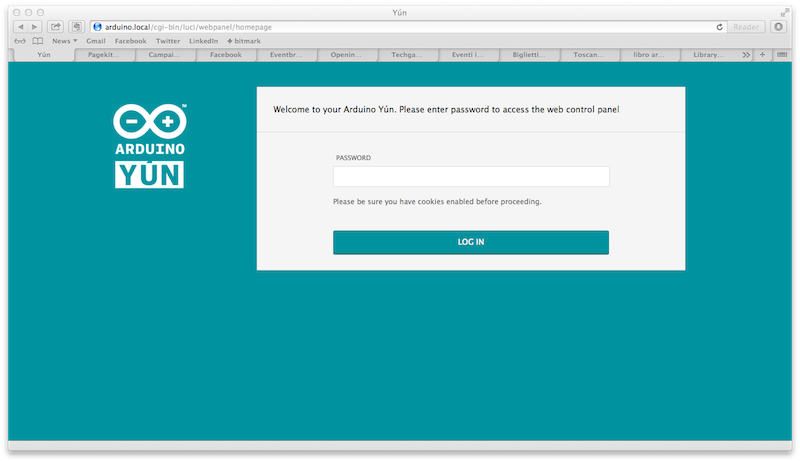 Yún
arduino.local/cgi-bin/luci/webpanel/homepage
Reader
News
Gmail
Facebook
Twitter
LinkedIn
bitmark
Yún
Pagekit...
Campai...
Facebook
Eventbr...
Openin...
Techga...
Eventi i...
Biglietti...
Toscan...
libro ar...
Library...
TM
ARDUINO
YÚN
Welcome to your Arduino Yún. Please enter password to access the web control panel
PASSWORD
Please be sure you have cookies enabled before proceeding.
LOG IN